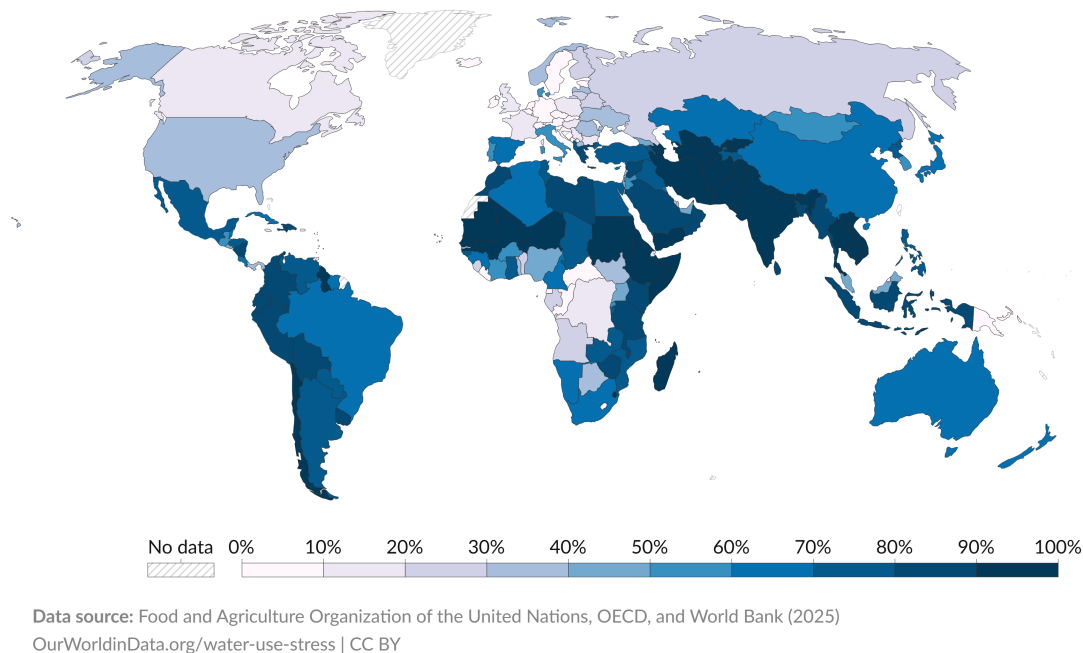 No data 0% 10% 20% 30% 40% 50% 60% 70% 80% 90% 100%
Data source: Food and Agriculture Organization of the United Nations, OECD, and World Bank (2025)
OurWorldinData.org/water-use-stress | CC BY